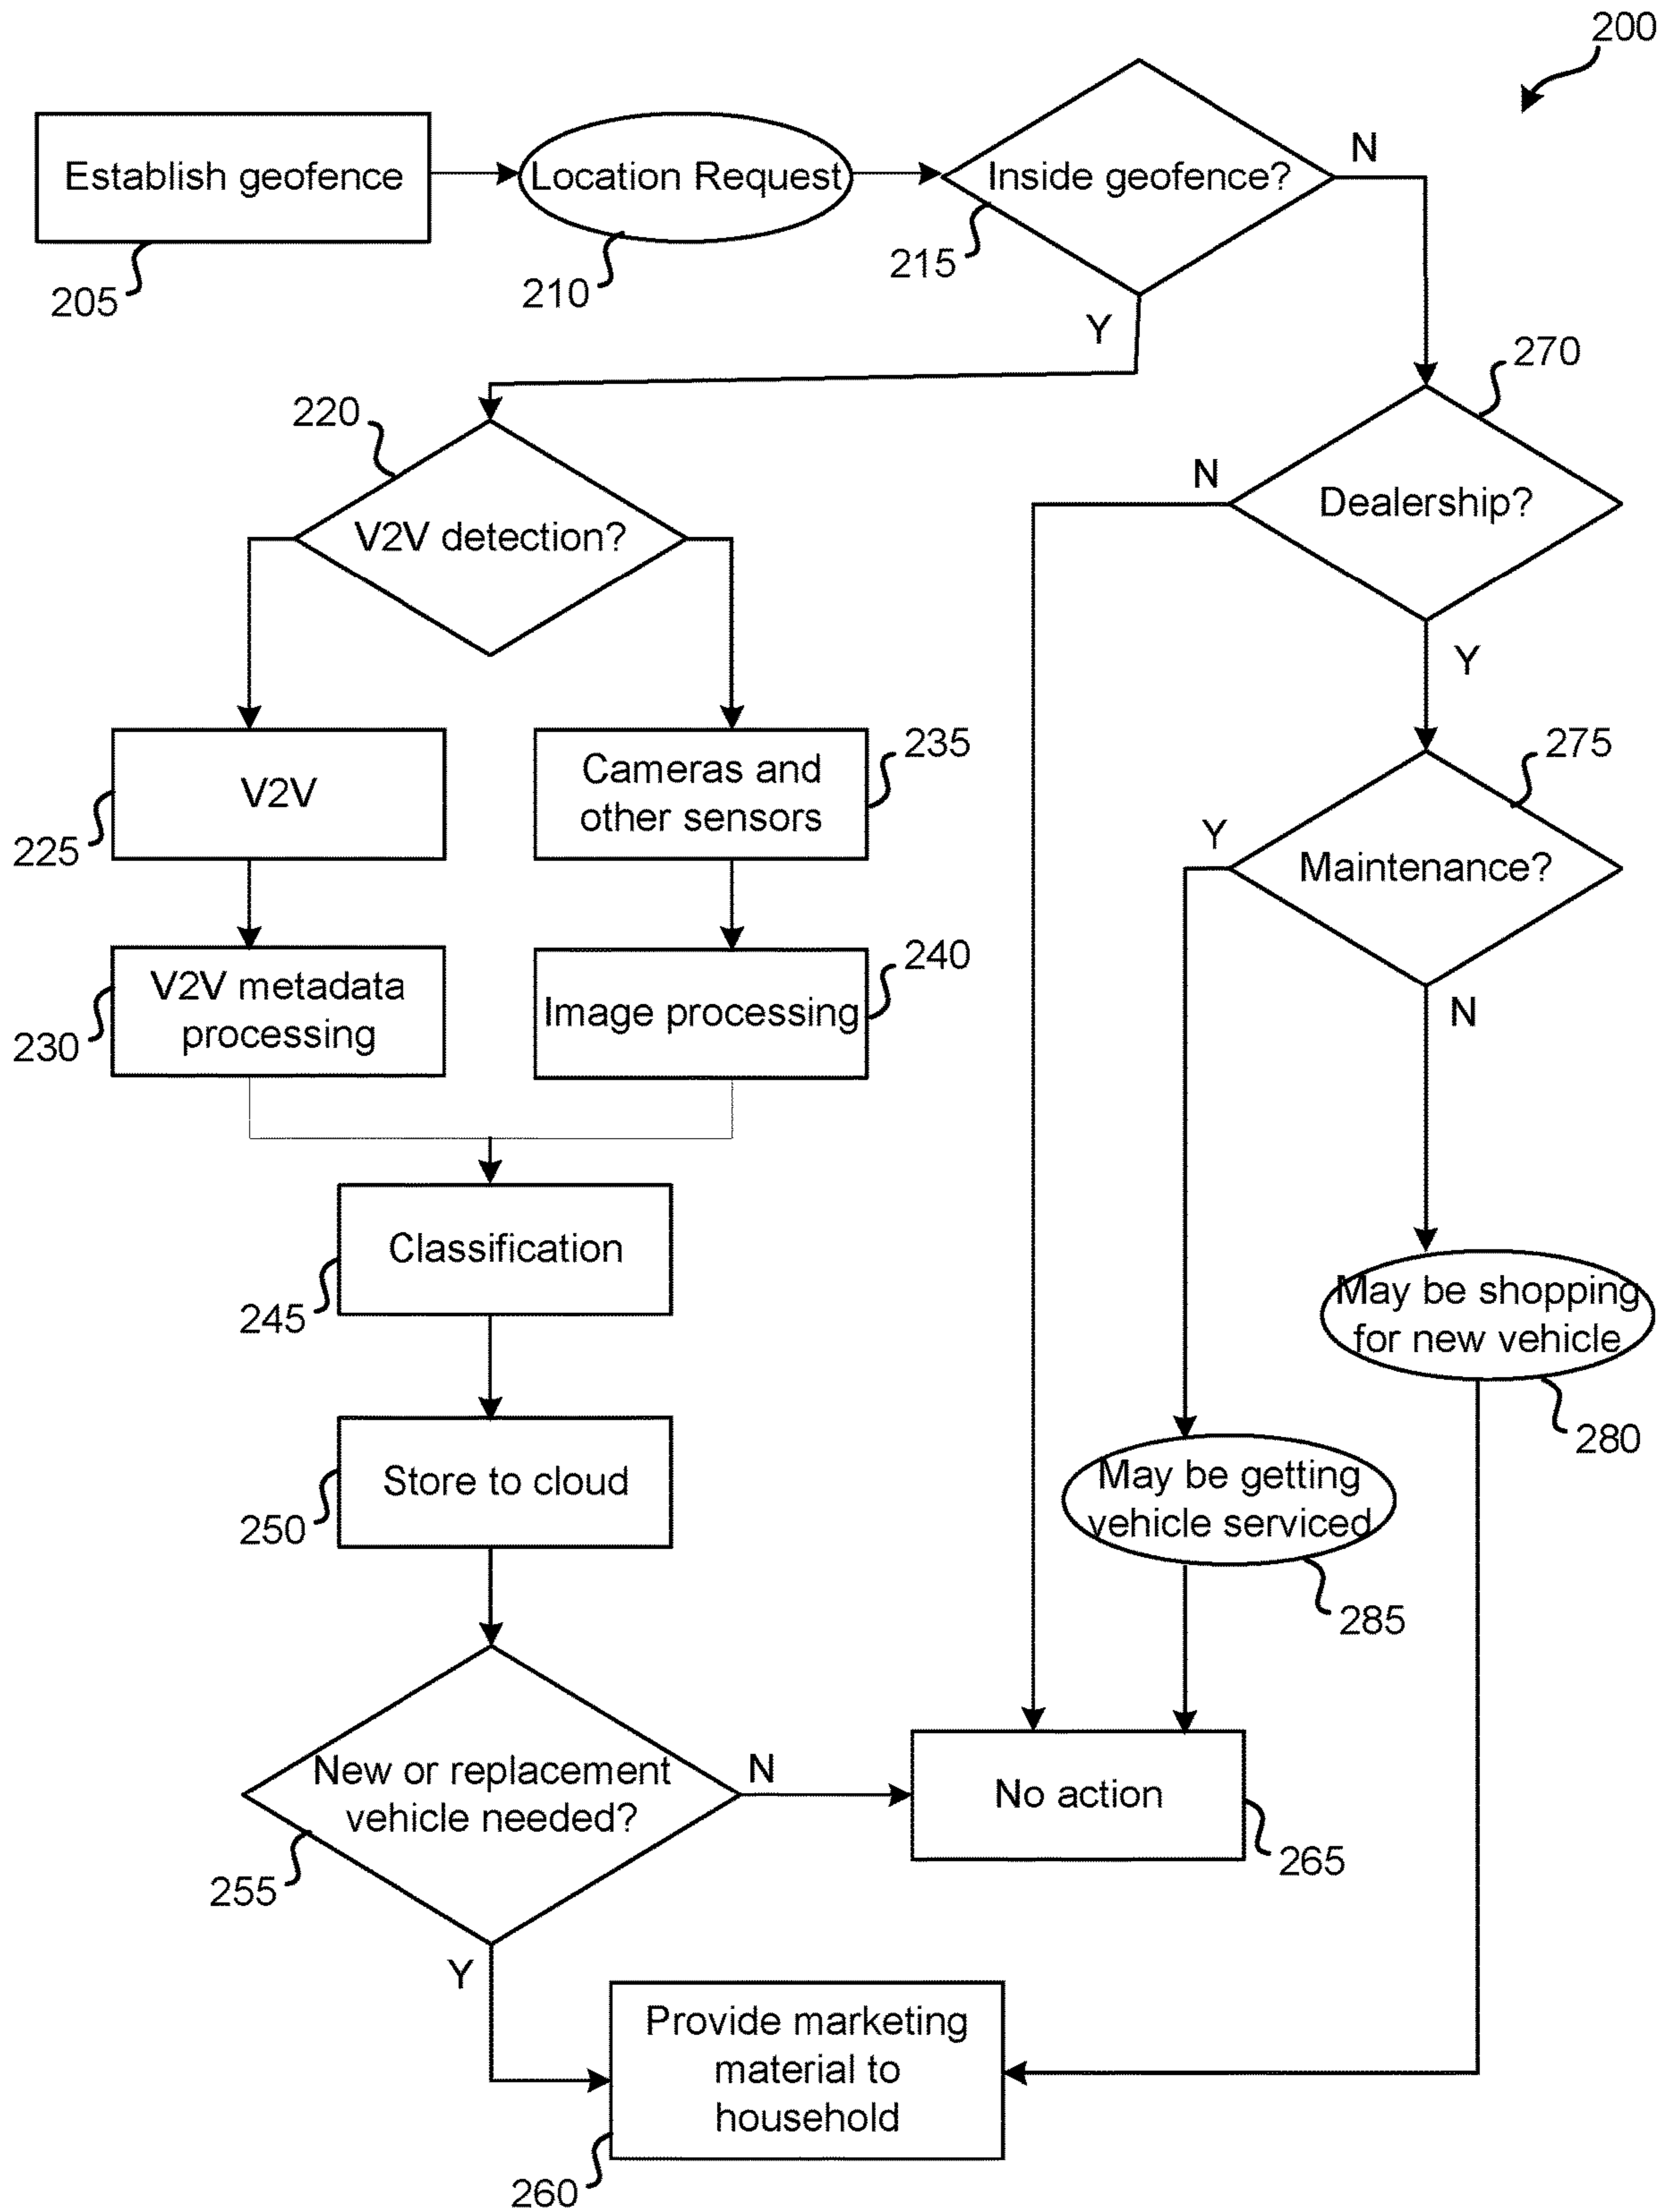 200
Establish geofence
Location Request
Inside geofence?
N
205
210
215
Y
270
220
N
Dealership?
V2V detection?
Y
275
235
V2V
Cameras and
other sensors
225
Y
Maintenance?
240
V2V metadata
processing
Image processing
230
N
Classification
245
May be shopping
for new vehicle
280
Store to cloud
250
May be getting
vehicle serviced
285
New or replacement
vehicle needed?
N
No action
255
265
Y
Provide marketing
material to
household
260